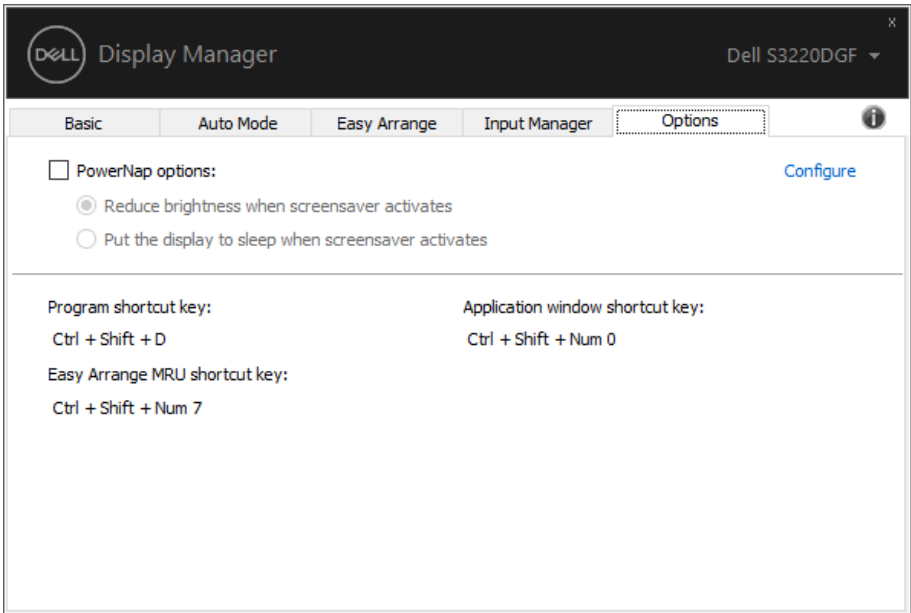 x
DELL Display Manager Dell S3220DGF
Basic Auto Mode Easy Arrange Input Manager Options i
PowerNap options: Configure
Reduce brightness when screensaver activates
Put the display to sleep when screensaver activates
Program shortcut key: Application window shortcut key:
Ctrl + Shift + D Ctrl + Shift + Num 0
Easy Arrange MRU shortcut key:
Ctrl + Shift + Num 7